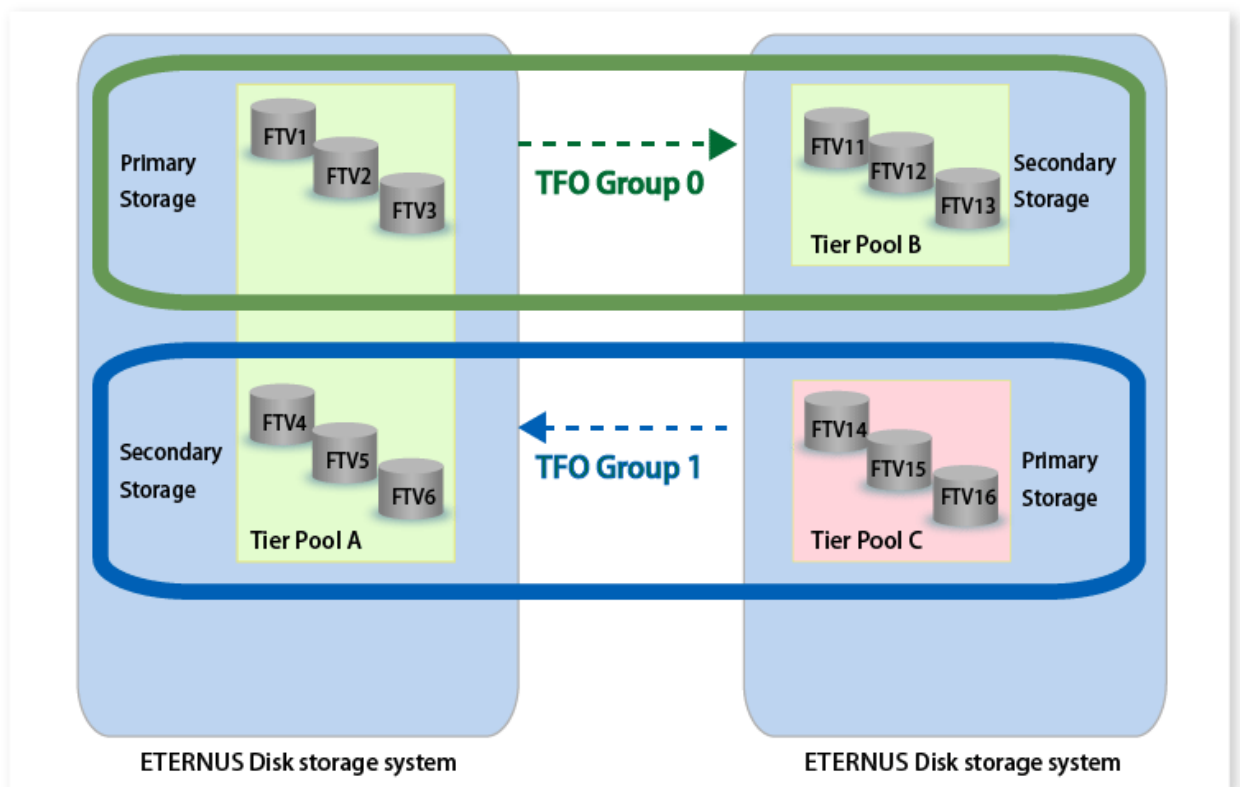 FTV1
FTV2
FTV3
Primary
Storage
TFO Group 0
FTV11
FTV12
FTV13
Tier Pool B
Secondary
Storage
FTV4
FTV5
FTV6
Tier Pool A
Secondary
Storage
TFO Group 1
FTV14
FTV15
FTV16
Tier Pool C
Primary
Storage
ETERNUS Disk storage system
ETERNUS Disk storage system